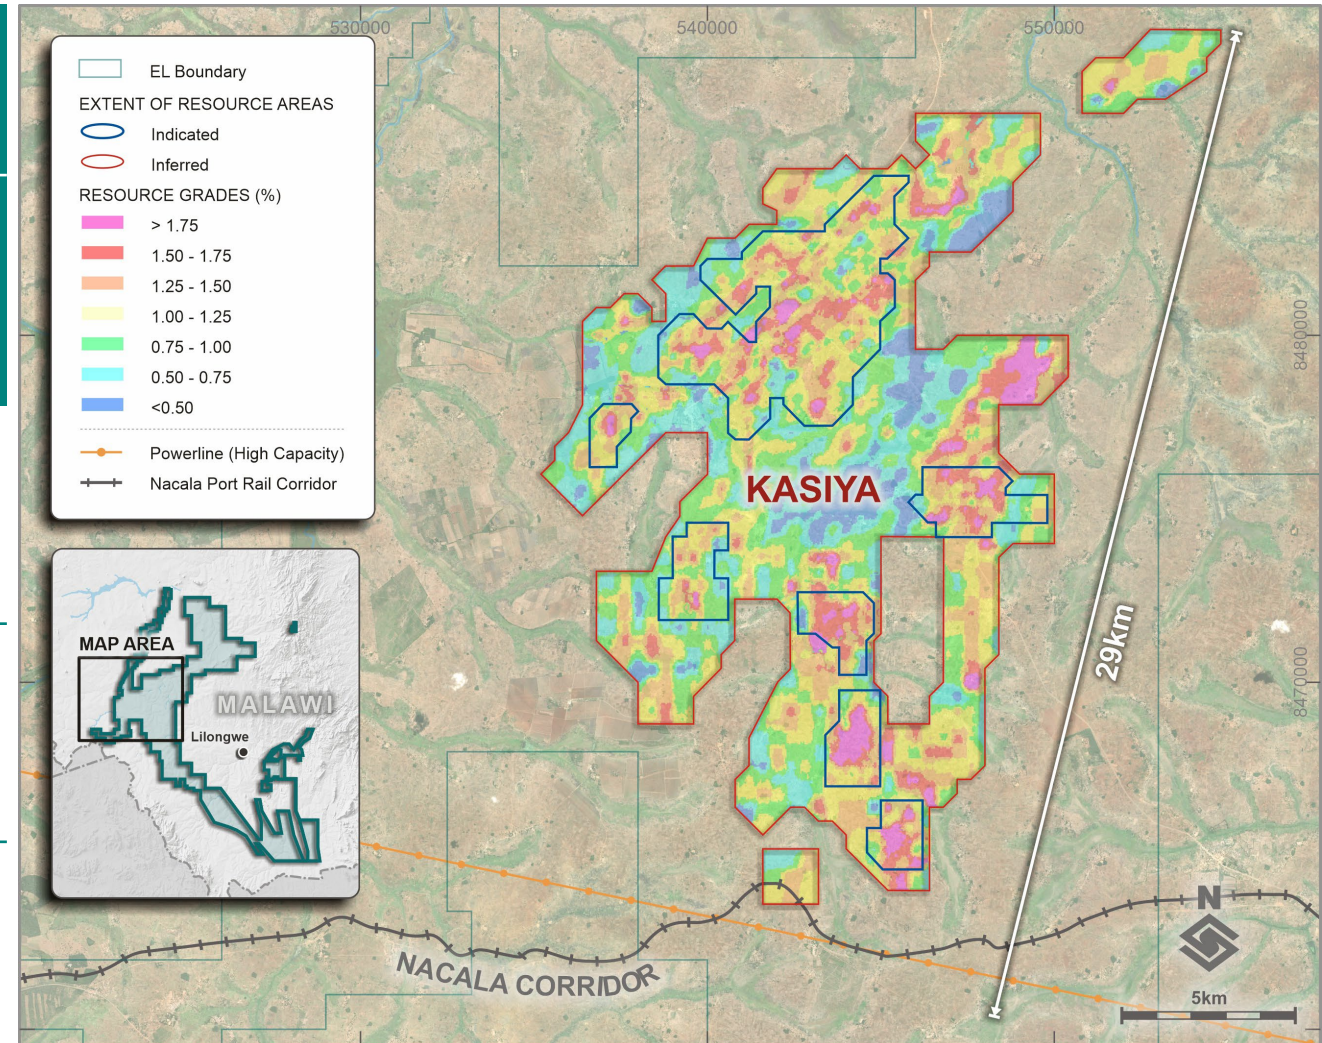 530000
540000
550000
EL Boundary
EXTENT OF RESOURCE AREAS
Indicated
Inferred
RESOURCE GRADES (%)
> 1.75
1.50 - 1.75
1.25 - 1.50
1.00 - 1.25
0.75 - 1.00
0.50 - 0.75
<0.50
Powerline (High Capacity)
Nacala Port Rail Corridor
8480000
KASIYA
29km
8470000
MAP AREA
MALAWI
Lilongwe
NACALA CORRIDOR
N
5km